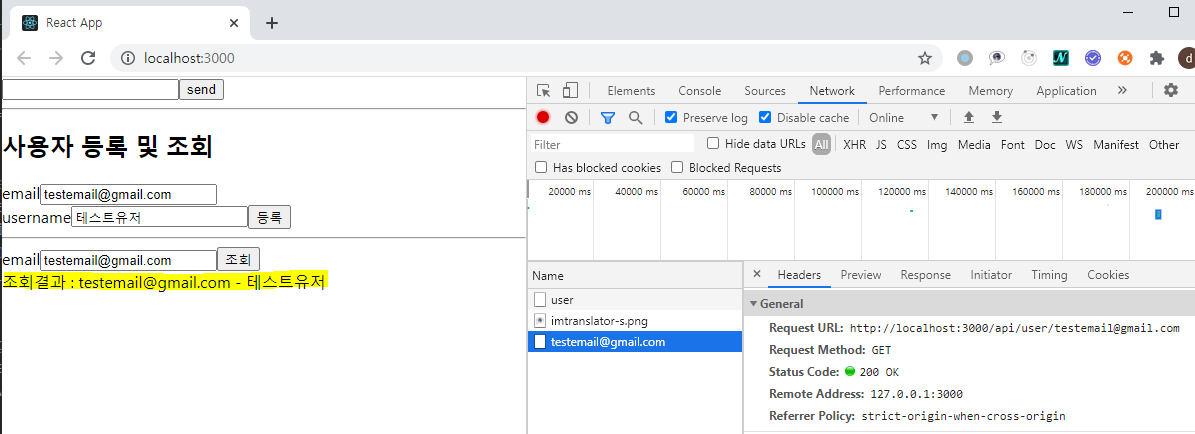 React App
localhost:3000
d
send
사용자 등록 및 조회
email testemail@gmail.com
username 테스트유저 등록
email testemail@gmail.com 조회
조회결과 : testemail@gmail.com - 테스트유저
Elements Console Sources Network Performance Memory Application »
Preserve log Disable cache Online
Filter Hide data URLs All XHR JS CSS Img Media Font Doc WS Manifest Other
Has blocked cookies Blocked Requests
20000 ms 40000 ms 60000 ms 80000 ms 100000 ms 120000 ms 140000 ms 160000 ms 180000 ms 200000 ms
Name
user
imtranslator-s.png
testemail@gmail.com
× Headers Preview Response Initiator Timing Cookies
General
Request URL: http://localhost:3000/api/user/testemail@gmail.com
Request Method: GET
Status Code: 200 OK
Remote Address: 127.0.0.1:3000
Referrer Policy: strict-origin-when-cross-origin